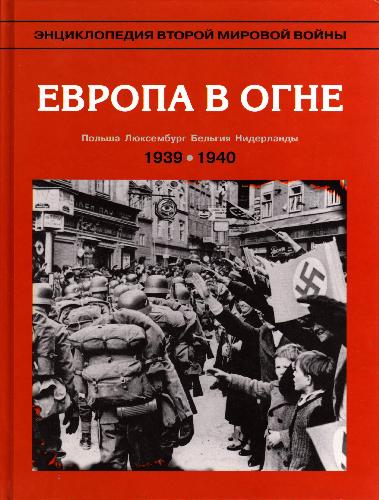 ЭНЦИКЛОПЕДИЯ ВТОРОЙ МИРОВОЙ ВОЙНЫ
ЕВРОПА В ОГНЕ
Польша Люксембург Бельгия Нидерланды
1939 • 1940